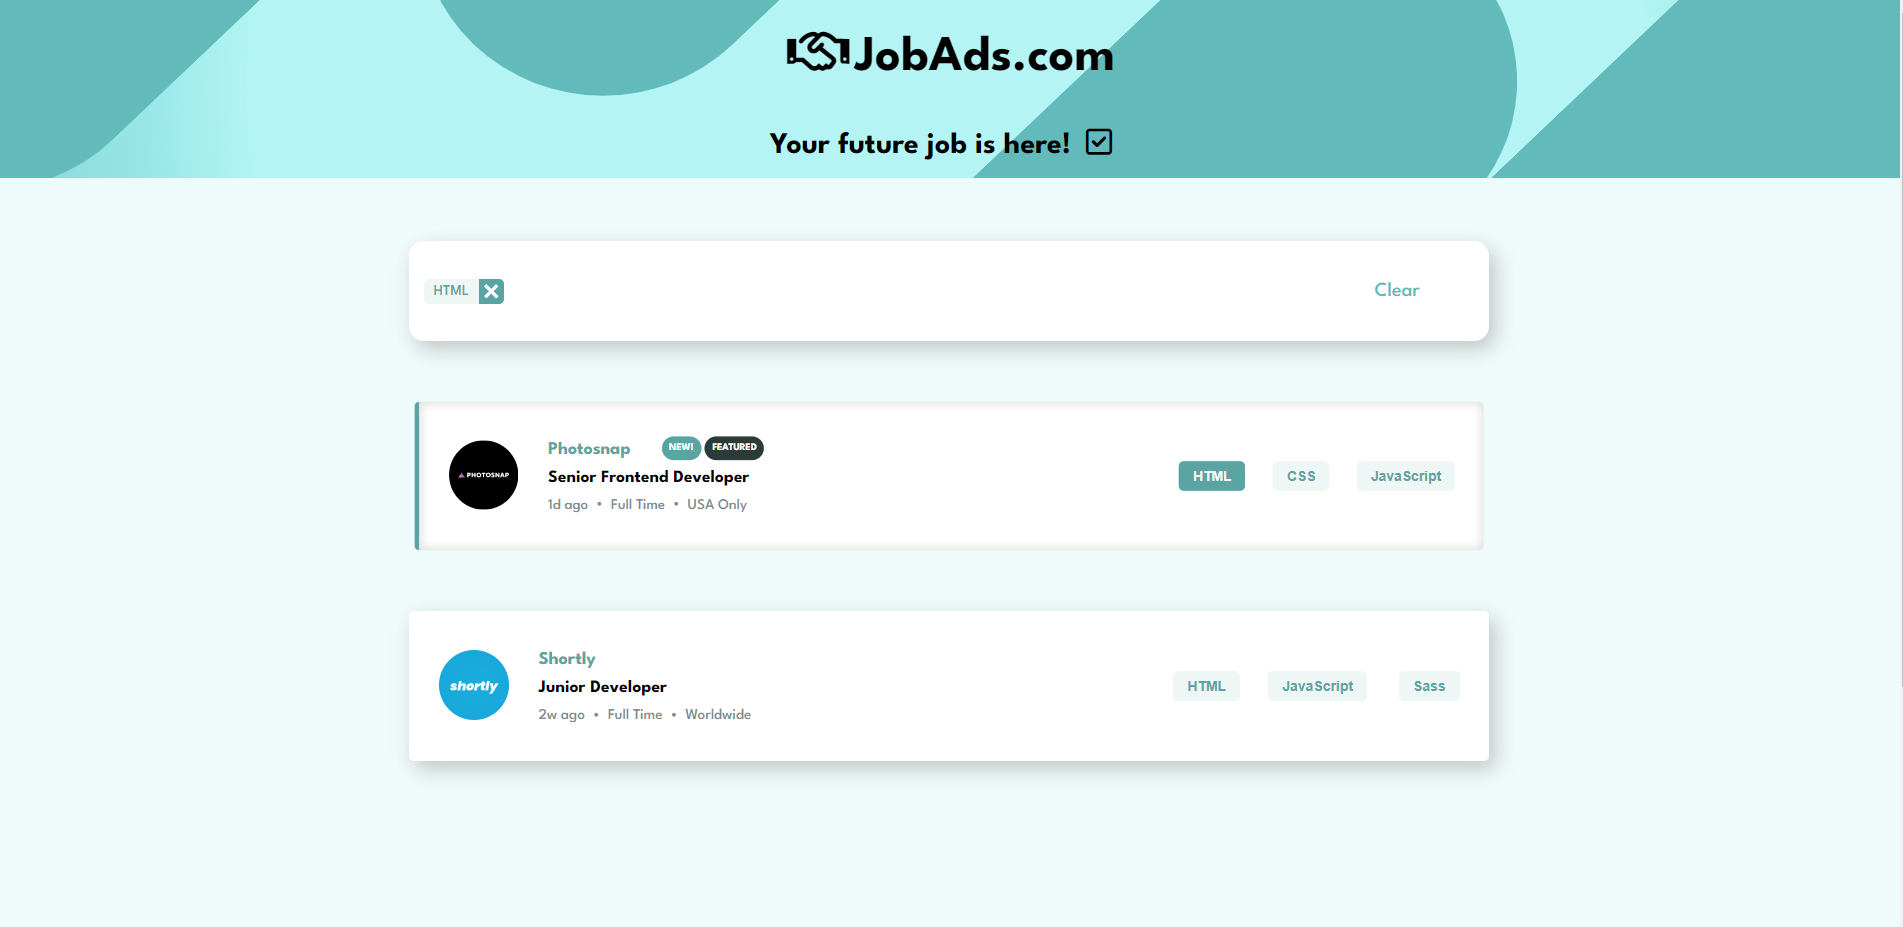 JobAds.com
Your future job is here!
HTML
Clear
PHOTOSNAP
Photosnap NEW! FEATURED
Senior Frontend Developer
1d ago • Full Time • USA Only
HTML CSS JavaScript
shortly
Shortly
Junior Developer
2w ago • Full Time • Worldwide
HTML JavaScript Sass